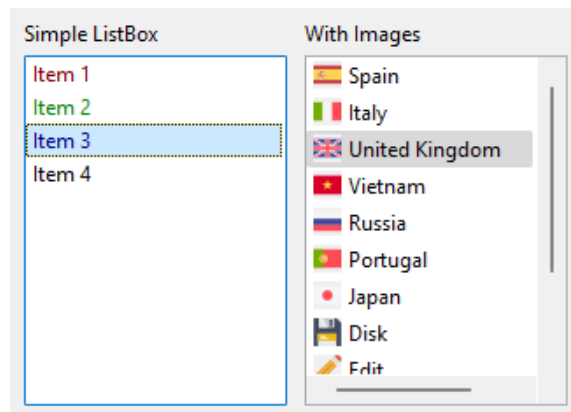 Simple ListBox
Item 1
Item 2
Item 3
Item 4
With Images
Spain
Italy
United Kingdom
Vietnam
Russia
Portugal
Japan
Disk
Edit